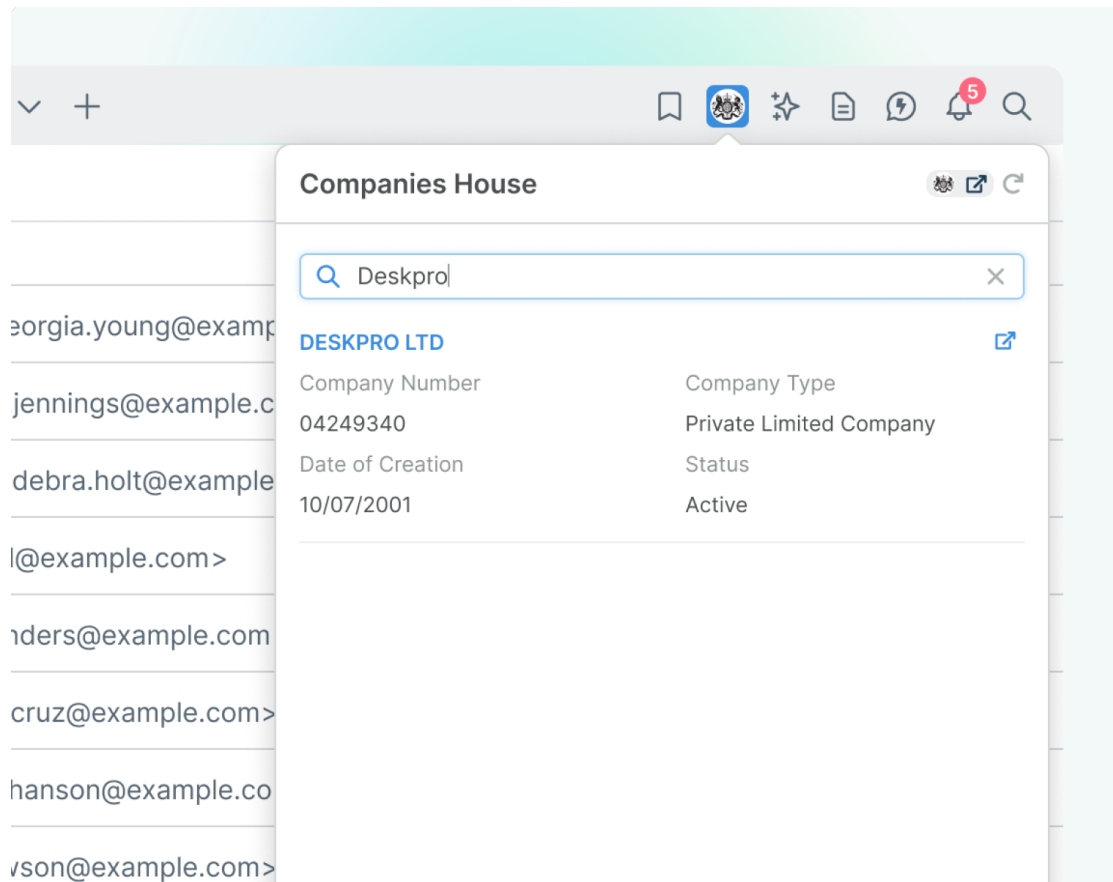 5
Companies House
Deskpro
DESKPRO LTD
Company Number Company Type
04249340 Private Limited Company
Date of Creation Status
10/07/2001 Active
eorgia.young@examp
jennings@example.c
debra.holt@example
l@example.com>
nders@example.com
cruz@example.com>
hanson@example.co
wson@example.com>